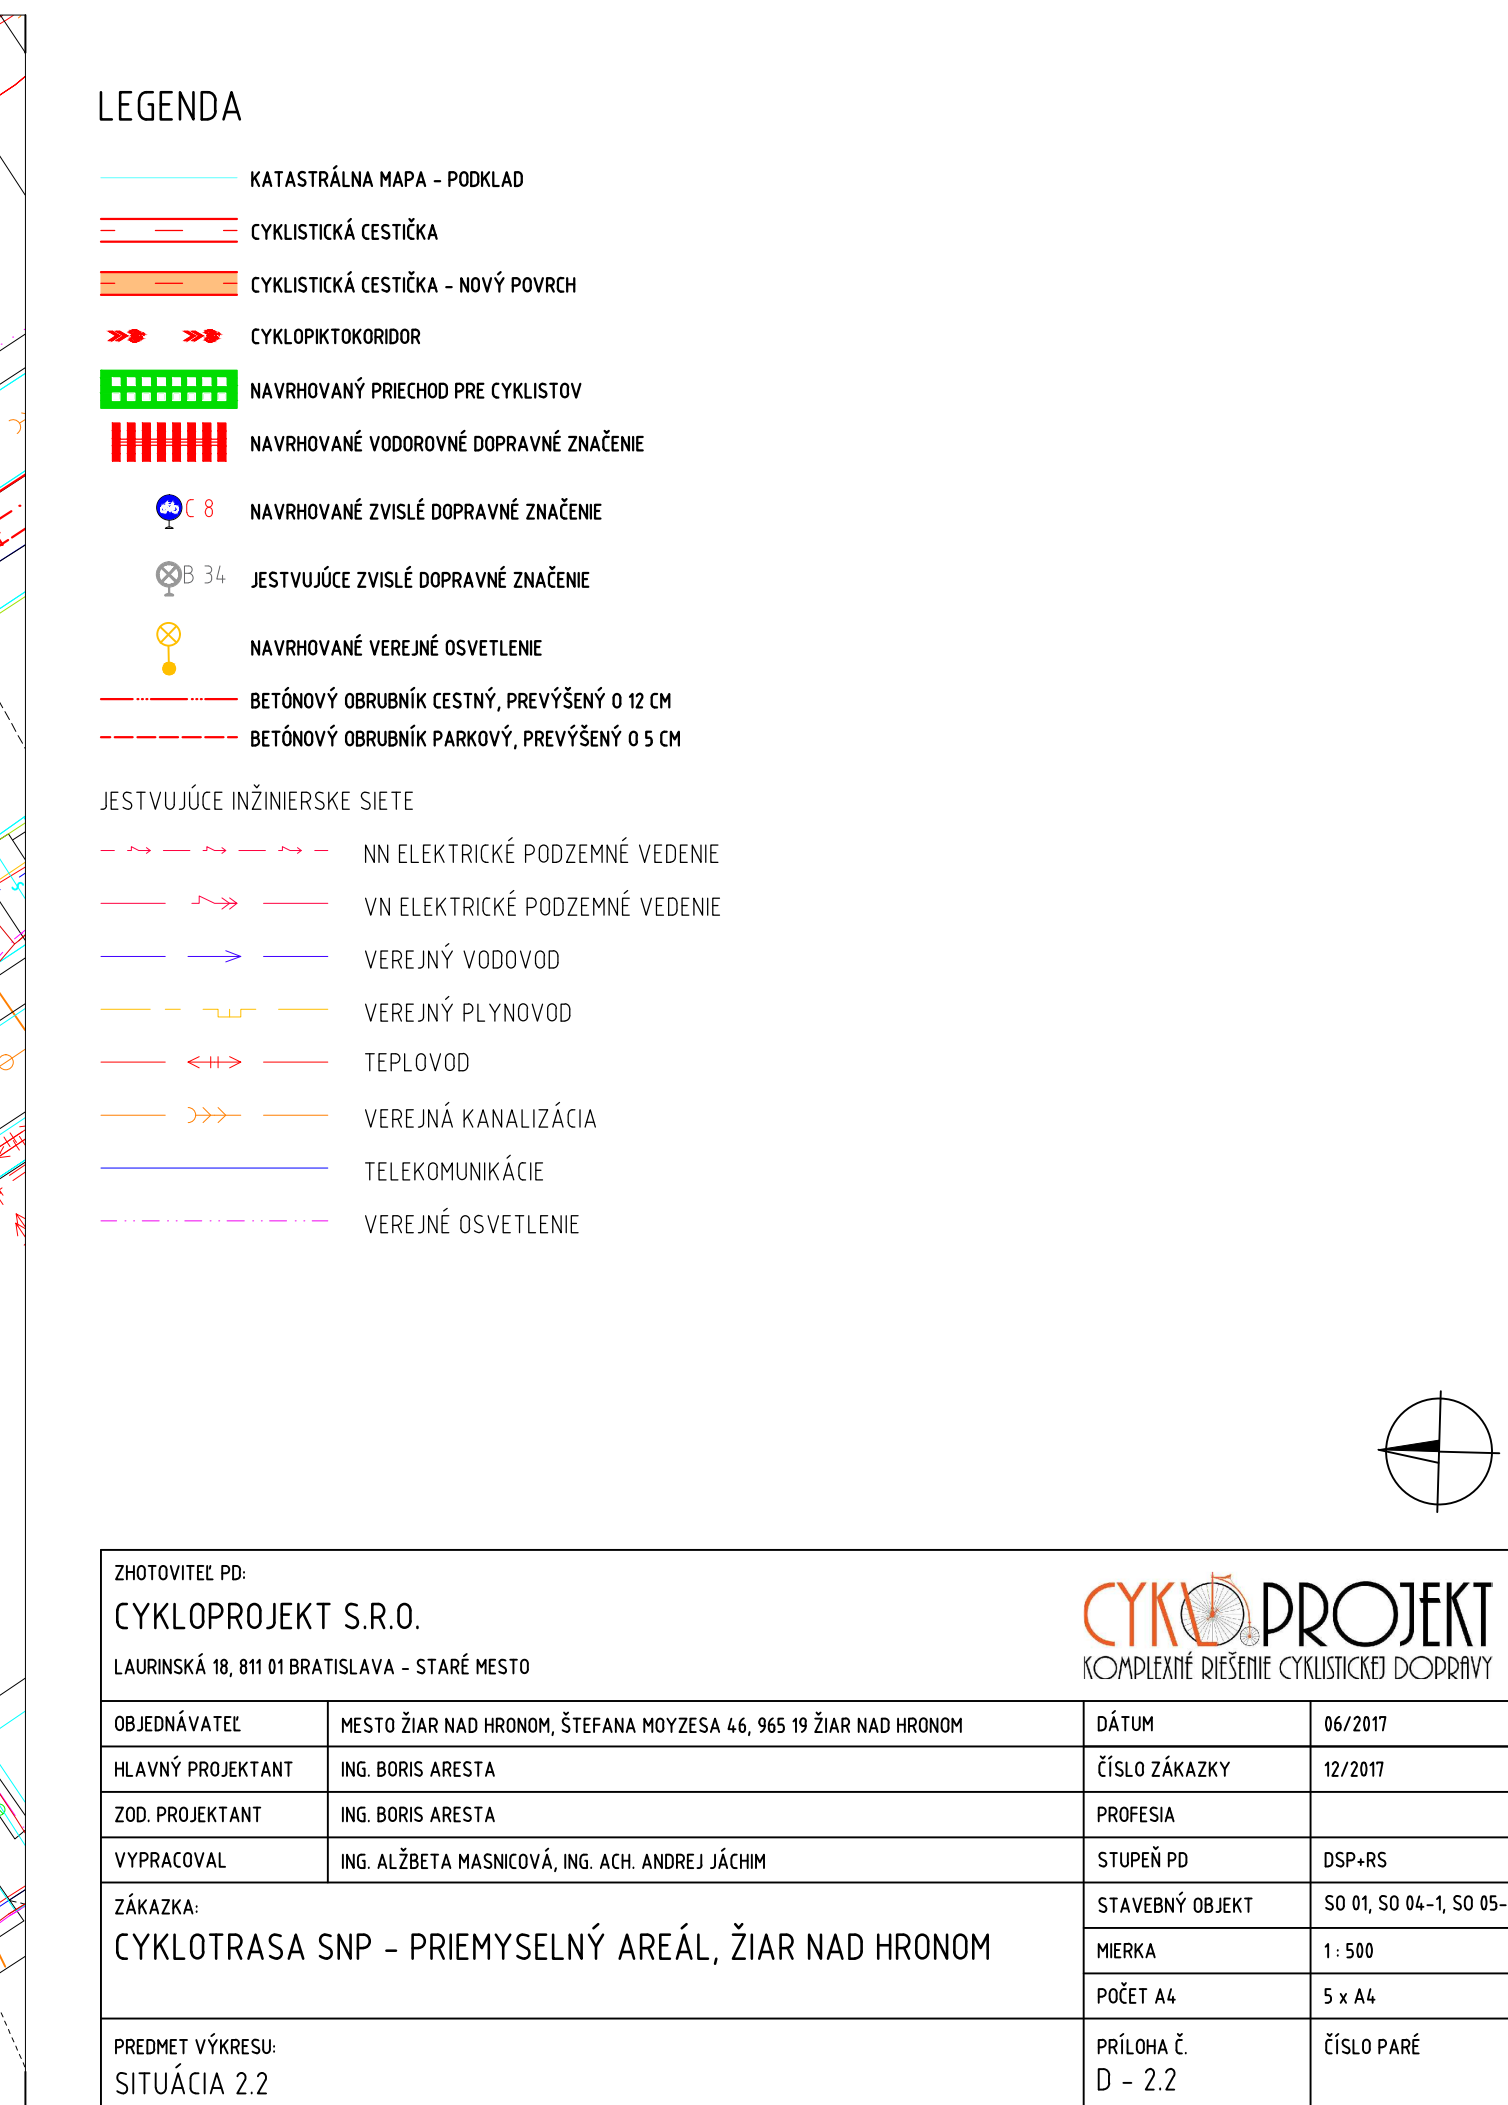 LEGENDA
KATASTRÁLNA MAPA - PODKLAD
CYKLISTICKÁ CESTIČKA
CYKLISTICKÁ CESTIČKA - NOVÝ POVRCH
CYKLOPIKTOKORIDOR
NAVRHOVANÝ PRIECHOD PRE CYKLISTOV
NAVRHOVANÉ VODOROVNÉ DOPRAVNÉ ZNAČENIE
C 8 NAVRHOVANÉ ZVISLÉ DOPRAVNÉ ZNAČENIE
B 34 JESTVUJÚCE ZVISLÉ DOPRAVNÉ ZNAČENIE
NAVRHOVANÉ VEREJNÉ OSVETLENIE
BETÓNOVÝ OBRUBNÍK CESTNÝ, PREVÝŠENÝ O 12 CM
BETÓNOVÝ OBRUBNÍK PARKOVÝ, PREVÝŠENÝ O 5 CM
JESTVUJÚCE INŽINIERSKE SIETE
NN ELEKTRICKÉ PODZEMNÉ VEDENIE
VN ELEKTRICKÉ PODZEMNÉ VEDENIE
VEREJNÝ VODOVOD
VEREJNÝ PLYNOVOD
TEPLOVOD
VEREJNÁ KANALIZÁCIA
TELEKOMUNIKÁCIE
VEREJNÉ OSVETLENIE
ZHOTOVITEĽ PD:
CYKLOPROJEKT S.R.O.
LAURINSKÁ 18, 811 01 BRATISLAVA - STARÉ MESTO
CYKLOPROJEKT
KOMPLEXNÉ RIEŠENIE CYKLISTICKEJ DOPRAVY
OBJEDNÁVATEĽ MESTO ŽIAR NAD HRONOM, ŠTEFANA MOYZESA 46, 965 19 ŽIAR NAD HRONOM
DÁTUM 06/2017
HLAVNÝ PROJEKTANT ING. BORIS ARESTA
ČÍSLO ZÁKAZKY 12/2017
ZOD. PROJEKTANT ING. BORIS ARESTA
PROFESIA
VYPRACOVAL ING. ALŽBETA MASNICOVÁ, ING. ACH. ANDREJ JÁCHIM
STUPEŇ PD DSP+RS
ZÁKAZKA:
CYKLOTRASA SNP - PRIEMYSELNÝ AREÁL, ŽIAR NAD HRONOM
STAVEBNÝ OBJEKT SO 01, SO 04-1, SO 05-
MIERKA 1 : 500
POČET A4 5 x A4
PREDMET VÝKRESU:
SITUÁCIA 2.2
PRÍLOHA Č.
D - 2.2
ČÍSLO PARÉ